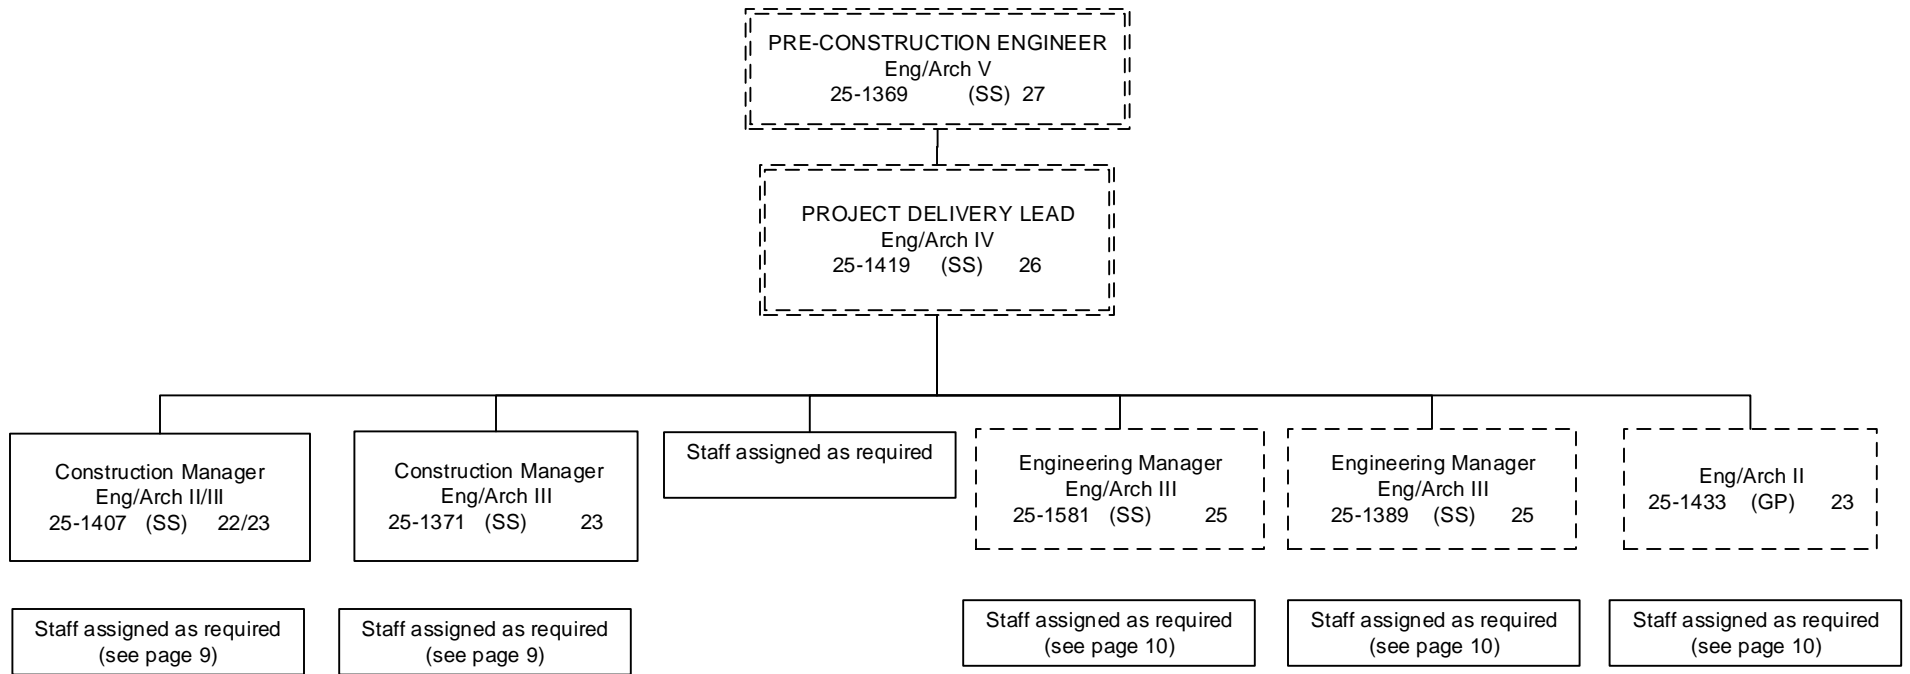 PRE-CONSTRUCTION ENGINEER
Eng/Arch V
25-1369 (SS) 27
PROJECT DELIVERY LEAD
Eng/Arch IV
25-1419 (SS) 26
Construction Manager
Eng/Arch II/III
25-1407 (SS) 22/23
Construction Manager
Eng/Arch III
25-1371 (SS) 23
Staff assigned as required
Engineering Manager
Eng/Arch III
25-1581 (SS) 25
Engineering Manager
Eng/Arch III
25-1389 (SS) 25
Eng/Arch II
25-1433 (GP) 23
Staff assigned as required
(see page 9)
Staff assigned as required
(see page 9)
Staff assigned as required
(see page 10)
Staff assigned as required
(see page 10)
Staff assigned as required
(see page 10)